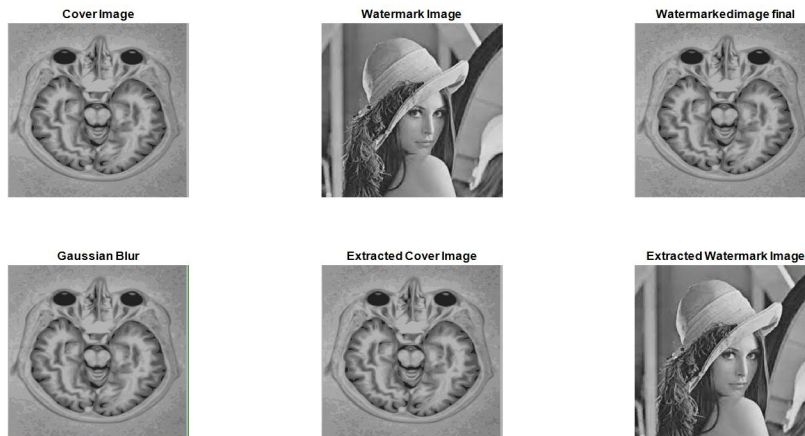 Cover Image
Watermark Image
Watermarkedimage final
Gaussian Blur
Extracted Cover Image
Extracted Watermark Image